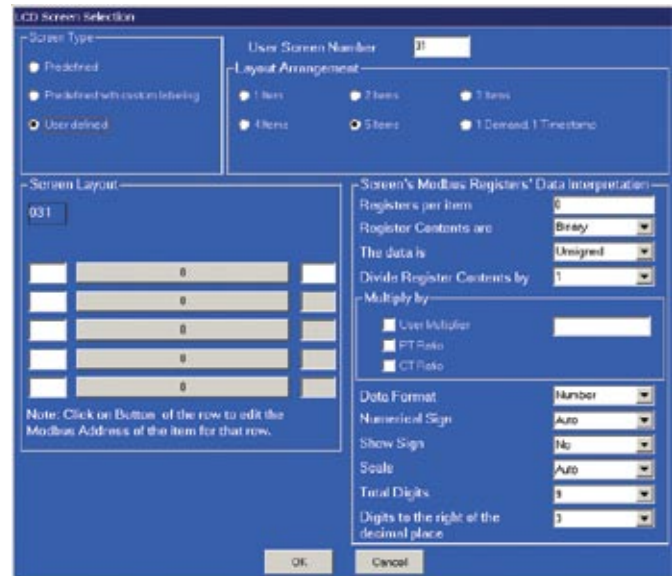 LCD Screen Selection
Screen Type
Predefined
Predefined with custom labeling
User defined
User Screen Number 31
Layout Arrangement
1 Item 2 Items 3 Items
4 Items 5 Items 1 Demand, 1 Timestamp
Screen Layout
031
0
0
0
0
0
Note: Click on Button of the row to edit the
Modbus Address of the item for that row.
Screen's Modbus Registers' Data Interpretation
Registers per item
Register Contents are Binary
The data is Unsigned
Divide Register Contents by 1
Multiply by
User Multiplier
PT Ratio
CT Ratio
Data Format Number
Numerical Sign Auto
Show Sign No
Scale Auto
Total Digits 9
Digits to the right of the
decimal place 3
OK Cancel